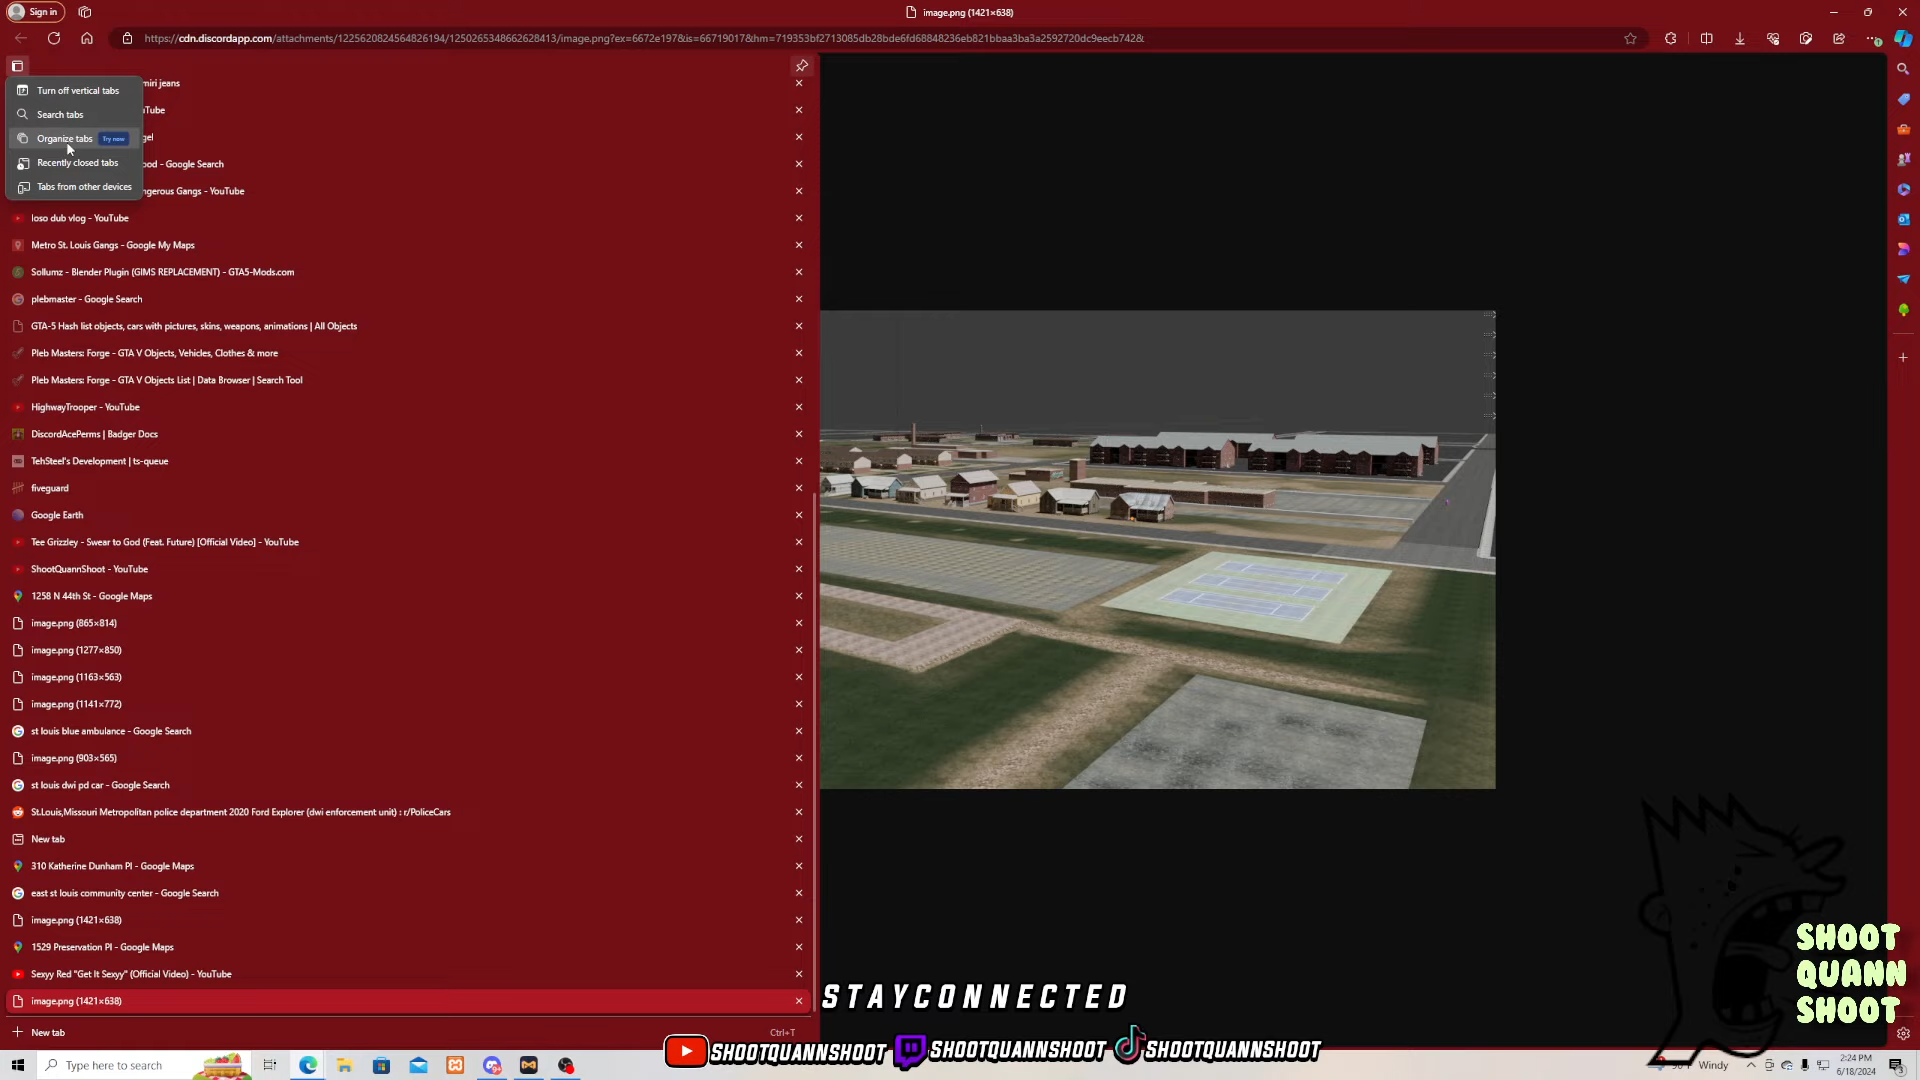 Sign in
image.png (1421×638)
https://cdn.discordapp.com/attachments/1225620824564826194/1250265348662628413/image.png?ex=6672e197&is=66719017&hm=719353bf2713085db28bde6fd68848236eb821bbaa3ba3a2592720dc9eecb742&
miri jeans
Turn off vertical tabs
Tube
Search tabs
Organize tabs Try new
gel
Recently closed tabs
ood - Google Search
Tabs from other devices
ngerous Gangs - YouTube
loso dub vlog - YouTube
Metro St. Louis Gangs - Google My Maps
Sollumz - Blender Plugin (GIMS REPLACEMENT) - GTA5-Mods.com
plebmaster - Google Search
GTA-5 Hash list objects, cars with pictures, skins, weapons, animations | All Objects
Pleb Masters: Forge - GTA V Objects, Vehicles, Clothes & more
Pleb Masters: Forge - GTA V Objects List | Data Browser | Search Tool
HighwayTrooper - YouTube
DiscordAcePerms | Badger Docs
TehSteel's Development | ts-queue
fiveguard
Google Earth
Tee Grizzley - Swear to God (Feat. Future) [Official Video] - YouTube
ShootQuannShoot - YouTube
1258 N 44th St - Google Maps
image.png (865×814)
image.png (1277×850)
image.png (1163×563)
image.png (1141×772)
st louis blue ambulance - Google Search
image.png (903×565)
st louis dwi pd car - Google Search
St.Louis,Missouri Metropolitan police department 2020 Ford Explorer (dwi enforcement unit) : r/PoliceCars
New tab
310 Katherine Dunham Pl - Google Maps
east st louis community center - Google Search
image.png (1421×638)
1529 Preservation Pl - Google Maps
Sexyy Red "Get It Sexyy" (Official Video) - YouTube
image.png (1421×638)
New tab Ctrl+T
SHOOT
QUANN
SHOOT
STAYCONNECTED
SHOOTQUANNSHOOT SHOOTQUANNSHOOT SHOOTQUANNSHOOT
Type here to search
Windy
2:24 PM
6/18/2024